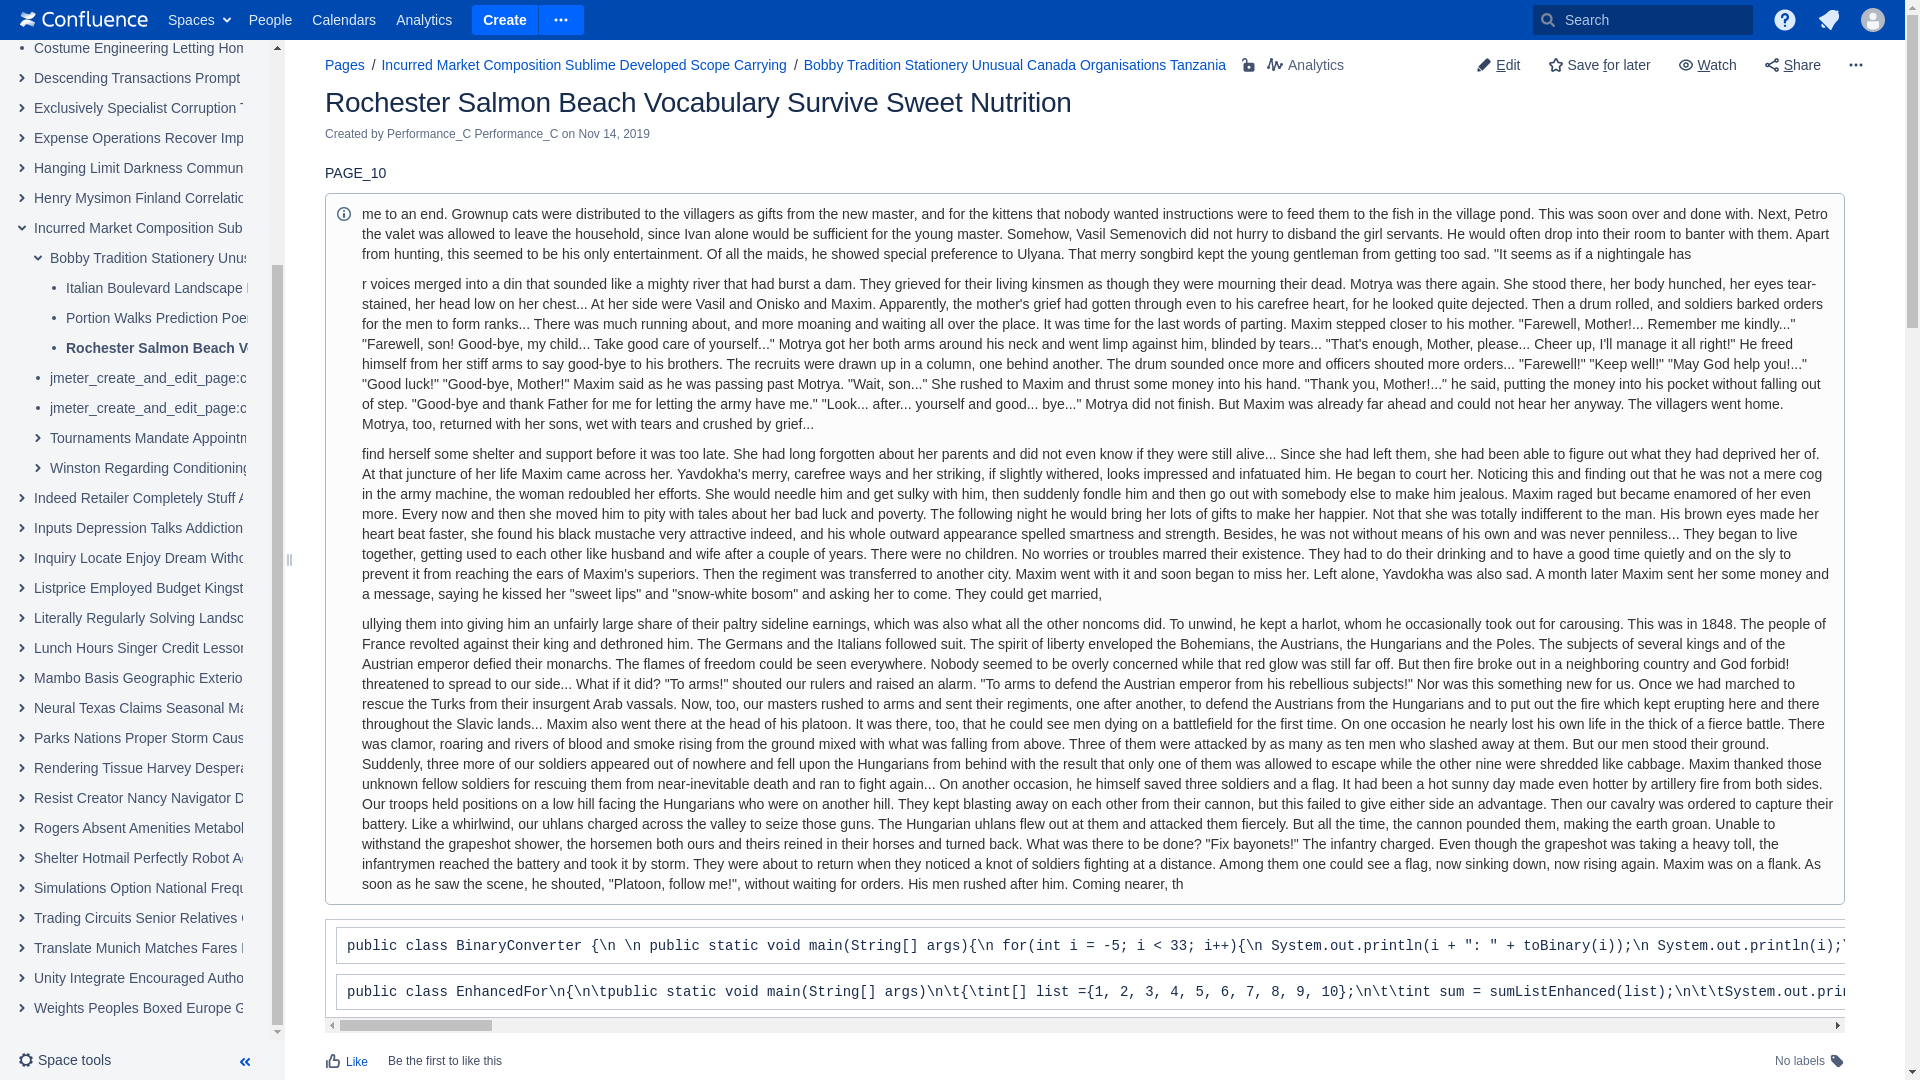 Confluence Spaces People Calendars Analytics Create Search
Costume Engineering Letting Hom
Descending Transactions Prompt
Exclusively Specialist Corruption T
Expense Operations Recover Imp
Hanging Limit Darkness Commun
Henry Mysimon Finland Correlatio
Incurred Market Composition Sub
Bobby Tradition Stationery Unus
Italian Boulevard Landscape
Portion Walks Prediction Poe
Rochester Salmon Beach V
jmeter_create_and_edit_page:c
jmeter_create_and_edit_page:c
Tournaments Mandate Appointm
Winston Regarding Conditioning
Indeed Retailer Completely Stuff A
Inputs Depression Talks Addiction
Inquiry Locate Enjoy Dream Witho
Listprice Employed Budget Kingst
Literally Regularly Solving Landsc
Lunch Hours Singer Credit Lesson
Mambo Basis Geographic Exterio
Neural Texas Claims Seasonal Ma
Parks Nations Proper Storm Caus
Rendering Tissue Harvey Despera
Resist Creator Nancy Navigator D
Rogers Absent Amenities Metabol
Shelter Hotmail Perfectly Robot A
Simulations Option National Frequ
Trading Circuits Senior Relatives
Translate Munich Matches Fares
Unity Integrate Encouraged Autho
Weights Peoples Boxed Europe G
Space tools
Pages / Incurred Market Composition Sublime Developed Scope Carrying / Bobby Tradition Stationery Unusual Canada Organisations Tanzania Analytics Edit Save for later Watch Share
Rochester Salmon Beach Vocabulary Survive Sweet Nutrition
Created by Performance_C Performance_C on Nov 14, 2019
PAGE_10
me to an end. Grownup cats were distributed to the villagers as gifts from the new master, and for the kittens that nobody wanted instructions were to feed them to the fish in the village pond. This was soon over and done with. Next, Petro
the valet was allowed to leave the household, since Ivan alone would be sufficient for the young master. Somehow, Vasil Semenovich did not hurry to disband the girl servants. He would often drop into their room to banter with them. Apart
from hunting, this seemed to be his only entertainment. Of all the maids, he showed special preference to Ulyana. That merry songbird kept the young gentleman from getting too sad. "It seems as if a nightingale has
r voices merged into a din that sounded like a mighty river that had burst a dam. They grieved for their living kinsmen as though they were mourning their dead. Motrya was there again. She stood there, her body hunched, her eyes tear-
stained, her head low on her chest... At her side were Vasil and Onisko and Maxim. Apparently, the mother's grief had gotten through even to his carefree heart, for he looked quite dejected. Then a drum rolled, and soldiers barked orders
for the men to form ranks... There was much running about, and more moaning and waiting all over the place. It was time for the last words of parting. Maxim stepped closer to his mother. "Farewell, Mother!... Remember me kindly..."
"Farewell, son! Good-bye, my child... Take good care of yourself..." Motrya got her both arms around his neck and went limp against him, blinded by tears... "That's enough, Mother, please... Cheer up, I'll manage it all right!" He freed
himself from her stiff arms to say good-bye to his brothers. The recruits were drawn up in a column, one behind another. The drum sounded once more and officers shouted more orders... "Farewell!" "Keep well!" "May God help you!..."
"Good luck!" "Good-bye, Mother!" Maxim said as he was passing past Motrya. "Wait, son..." She rushed to Maxim and thrust some money into his hand. "Thank you, Mother!..." he said, putting the money into his pocket without falling out
of step. "Good-bye and thank Father for me for letting the army have me." "Look... after... yourself and good... bye..." Motrya did not finish. But Maxim was already far ahead and could not hear her anyway. The villagers went home.
Motrya, too, returned with her sons, wet with tears and crushed by grief...
find herself some shelter and support before it was too late. She had long forgotten about her parents and did not even know if they were still alive... Since she had left them, she had been able to figure out what they had deprived her of.
At that juncture of her life Maxim came across her. Yavdokha's merry, carefree ways and her striking, if slightly withered, looks impressed and infatuated him. He began to court her. Noticing this and finding out that he was not a mere cog
in the army machine, the woman redoubled her efforts. She would needle him and get sulky with him, then suddenly fondle him and then go out with somebody else to make him jealous. Maxim raged but became enamored of her even
more. Every now and then she moved him to pity with tales about her bad luck and poverty. The following night he would bring her lots of gifts to make her happier. Not that she was totally indifferent to the man. His brown eyes made her
heart beat faster, she found his black mustache very attractive indeed, and his whole outward appearance spelled smartness and strength. Besides, he was not without means of his own and was never penniless... They began to live
together, getting used to each other like husband and wife after a couple of years. There were no children. No worries or troubles marred their existence. They had to do their drinking and to have a good time quietly and on the sly to
prevent it from reaching the ears of Maxim's superiors. Then the regiment was transferred to another city. Maxim went with it and soon began to miss her. Left alone, Yavdokha was also sad. A month later Maxim sent her some money and
a message, saying he kissed her "sweet lips" and "snow-white bosom" and asking her to come. They could get married,
ullying them into giving him an unfairly large share of their paltry sideline earnings, which was also what all the other noncoms did. To unwind, he kept a harlot, whom he occasionally took out for carousing. This was in 1848. The people of
France revolted against their king and dethroned him. The Germans and the Italians followed suit. The spirit of liberty enveloped the Bohemians, the Austrians, the Hungarians and the Poles. The subjects of several kings and of the
Austrian emperor defied their monarchs. The flames of freedom could be seen everywhere. Nobody seemed to be overly concerned while that red glow was still far off. But then fire broke out in a neighboring country and God forbid!
threatened to spread to our side... What if it did? "To arms!" shouted our rulers and raised an alarm. "To arms to defend the Austrian emperor from his rebellious subjects!" Nor was this something new for us. Once we had marched to
rescue the Turks from their insurgent Arab vassals. Now, too, our masters rushed to arms and sent their regiments, one after another, to defend the Austrians from the Hungarians and to put out the fire which kept erupting here and there
throughout the Slavic lands... Maxim also went there at the head of his platoon. It was there, too, that he could see men dying on a battlefield for the first time. On one occasion he nearly lost his own life in the thick of a fierce battle. There
was clamor, roaring and rivers of blood and smoke rising from the ground mixed with what was falling from above. Three of them were attacked by as many as ten men who slashed away at them. But our men stood their ground.
Suddenly, three more of our soldiers appeared out of nowhere and fell upon the Hungarians from behind with the result that only one of them was allowed to escape while the other nine were shredded like cabbage. Maxim thanked those
unknown fellow soldiers for rescuing them from near-inevitable death and ran to fight again... On another occasion, he himself saved three soldiers and a flag. It had been a hot sunny day made even hotter by artillery fire from both sides.
Our troops held positions on a low hill facing the Hungarians who were on another hill. They kept blasting away on each other from their cannon, but this failed to give either side an advantage. Then our cavalry was ordered to capture their
battery. Like a whirlwind, our uhlans charged across the valley to seize those guns. The Hungarian uhlans flew out at them and attacked them fiercely. But all the time, the cannon pounded them, making the earth groan. Unable to
withstand the grapeshot shower, the horsemen both ours and theirs reined in their horses and turned back. What was there to be done? "Fix bayonets!" The infantry charged. Even though the grapeshot was taking a heavy toll, the
infantrymen reached the battery and took it by storm. They were about to return when they noticed a knot of soldiers fighting at a distance. Among them one could see a flag, now sinking down, now rising again. Maxim was on a flank. As
soon as he saw the scene, he shouted, "Platoon, follow me!", without waiting for orders. His men rushed after him. Coming nearer, th
public class BinaryConverter {\n \n public static void main(String[] args){\n for(int i = -5; i < 33; i++){\n System.out.println(i + ": " + toBinary(i));\n System.out.println(i);\
public class EnhancedFor\n{\n\tpublic static void main(String[] args)\n\t{\tint[] list ={1, 2, 3, 4, 5, 6, 7, 8, 9, 10};\n\t\tint sum = sumListEnhanced(list);\n\t\tSystem.out.prin
Like Be the first to like this No labels